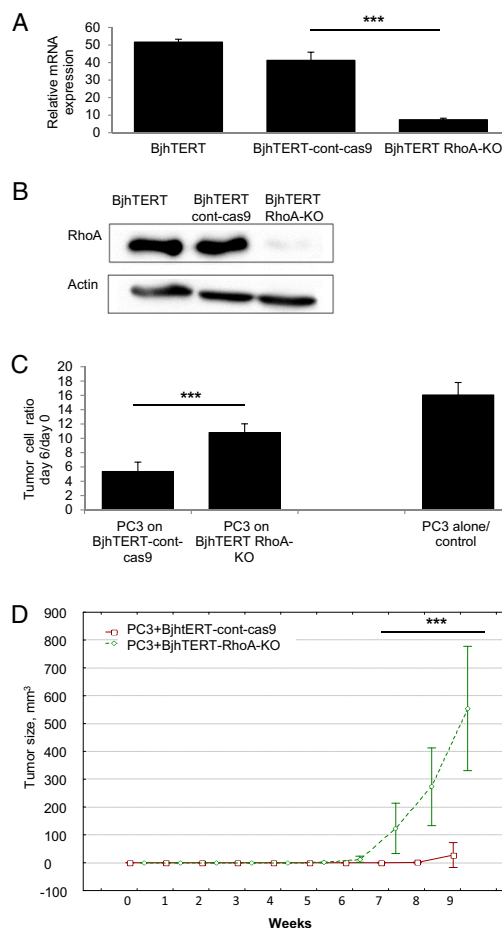 A
Relative mRNA
expression
60
50
40
30
20
10
0
***
BjhTERT
BjhTERT-cont-cas9
BjhTERT RhoA-KO
B
BjhTERT
BjhTERT
cont-cas9
BjhTERT
RhoA-KO
RhoA
Actin
C
Tumor cell ratio
day 6/day 0
20
18
16
14
12
10
8
6
4
2
0
***
PC3 on
BjhTERT-cont-
cas9
PC3 on
BjhTERT RhoA-
KO
PC3 alone/
control
D
Tumor size, mm³
900
800
700
600
500
400
300
200
100
0
-100
PC3+BjhtERT-cont-cas9
PC3+BjhTERT-RhoA-KO
***
0 1 2 3 4 5 6 7 8 9
Weeks